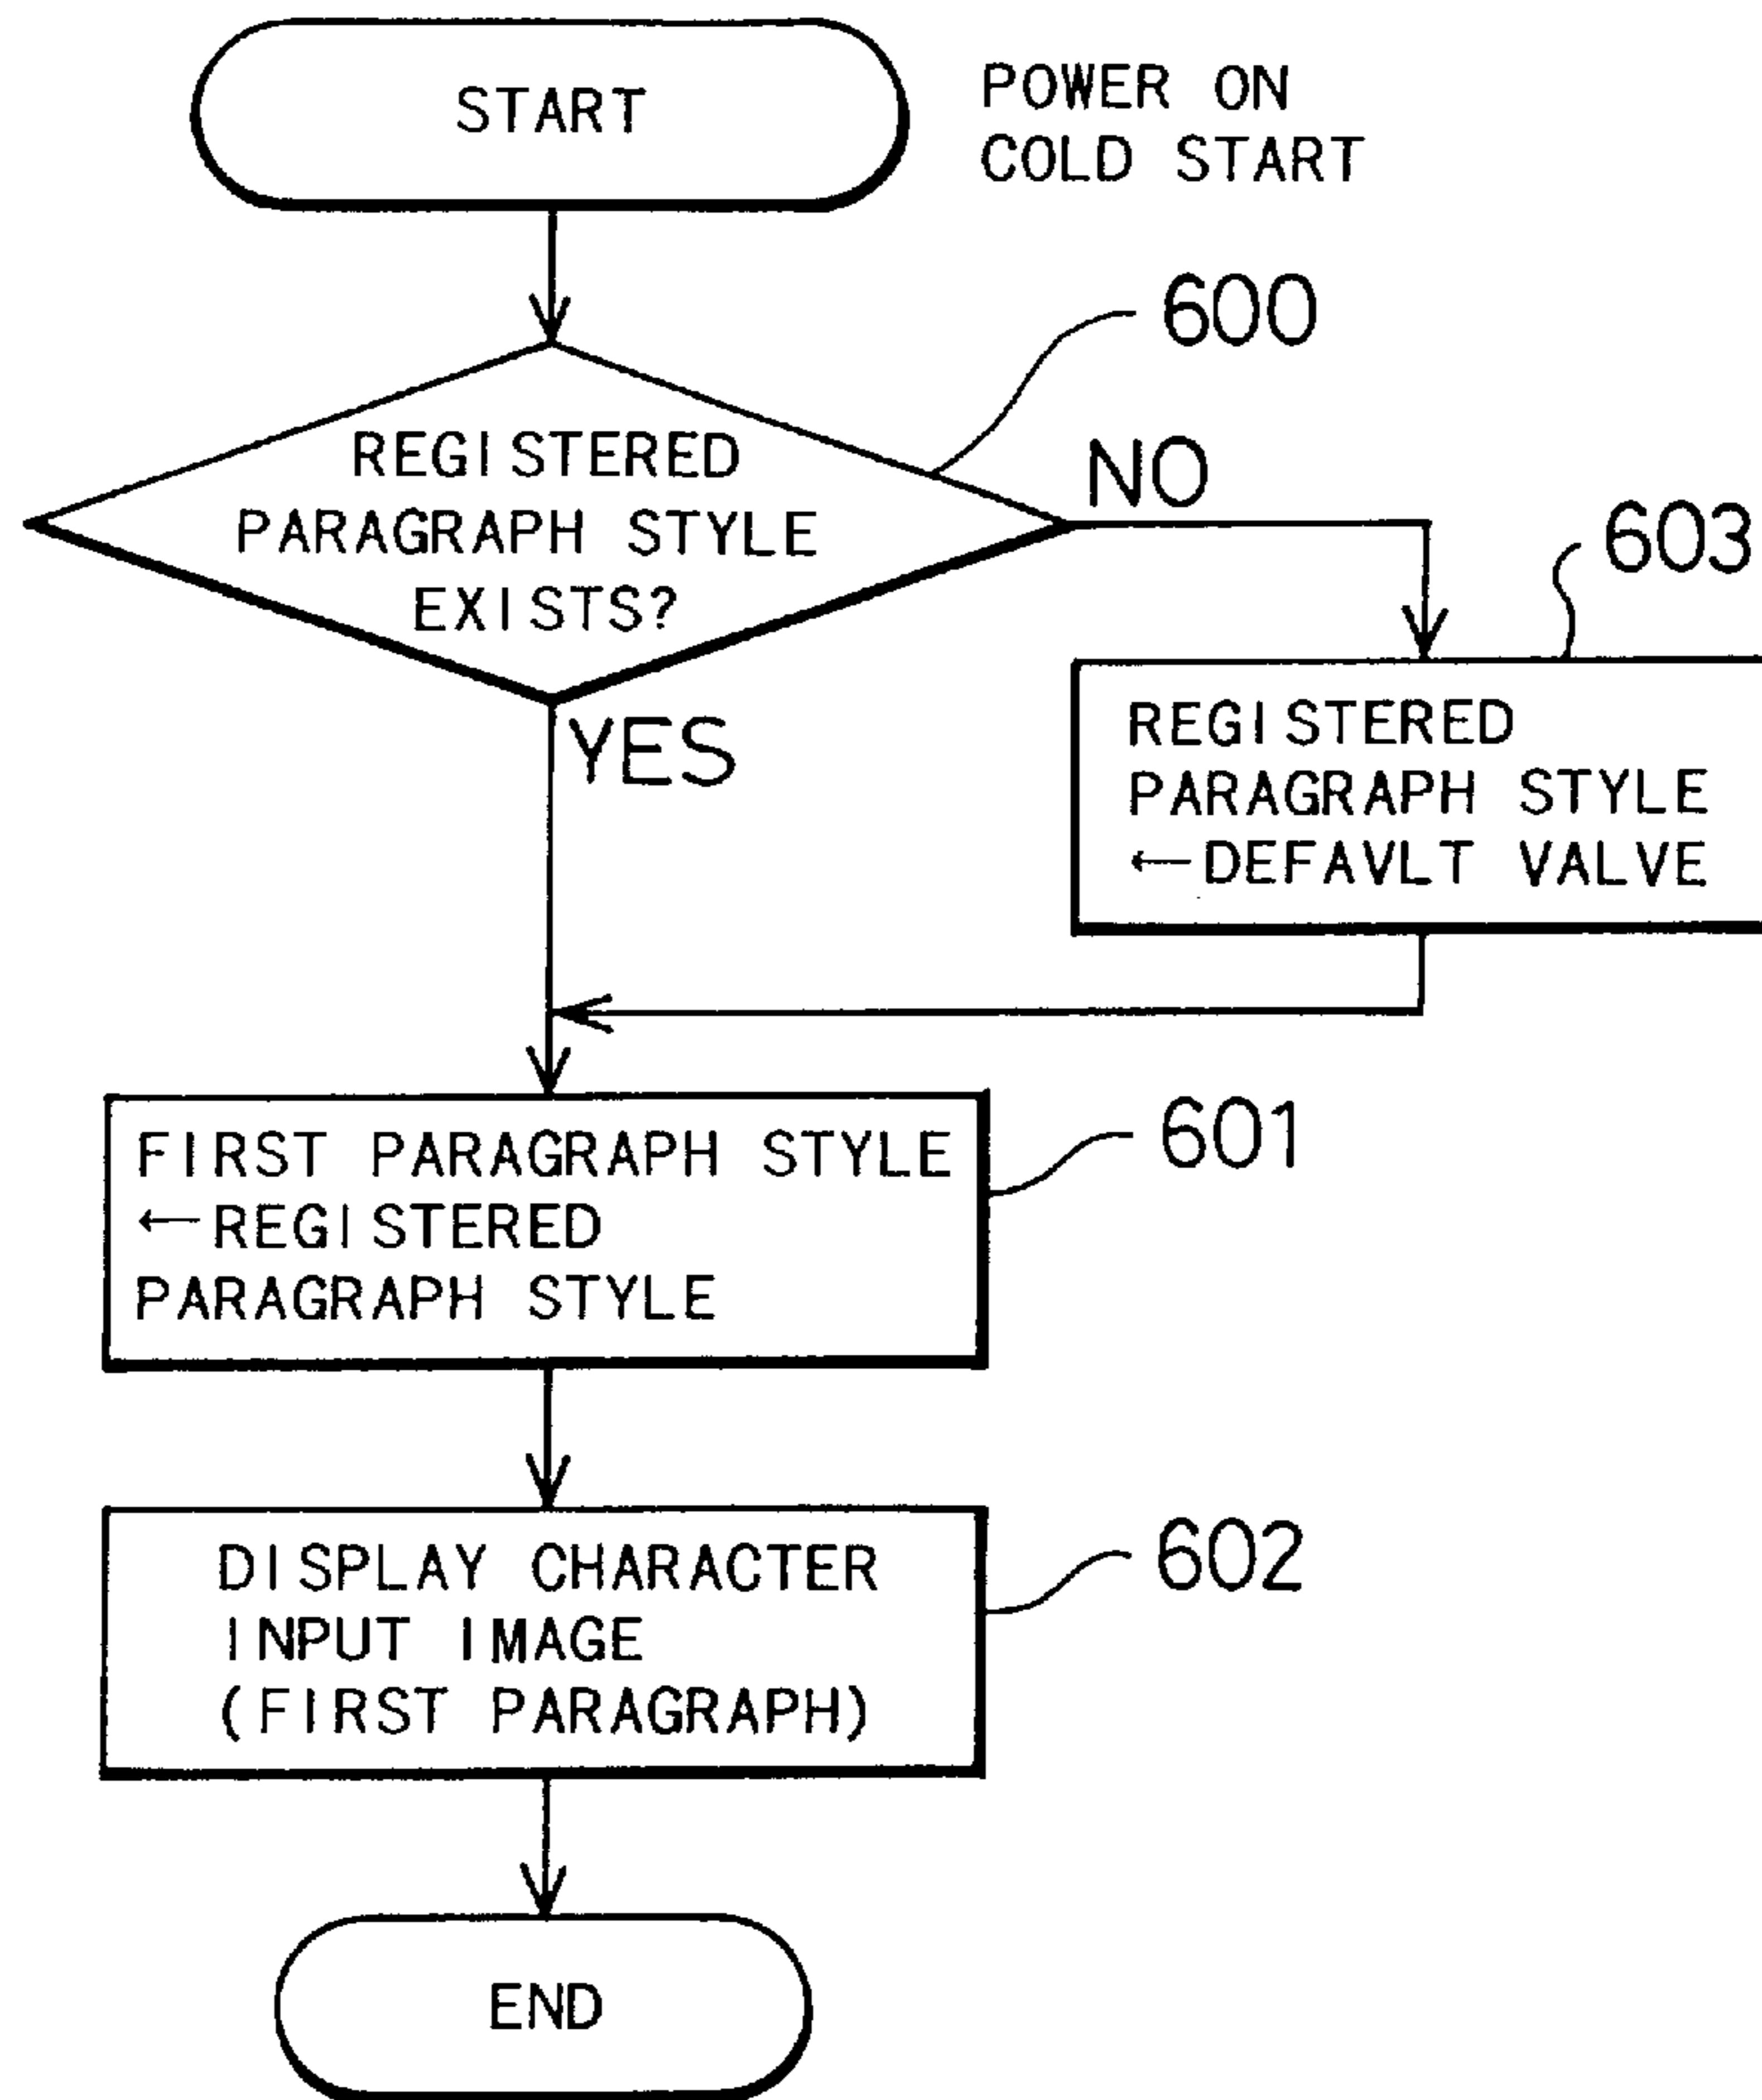 START
POWER ON
COLD START
600
REGISTERED
PARAGRAPH STYLE
EXISTS?
NO
603
YES
REGISTERED
PARAGRAPH STYLE
←DEFAVLT VALVE
FIRST PARAGRAPH STYLE
←REGISTERED
PARAGRAPH STYLE
601
DISPLAY CHARACTER
INPUT IMAGE
(FIRST PARAGRAPH)
602
END